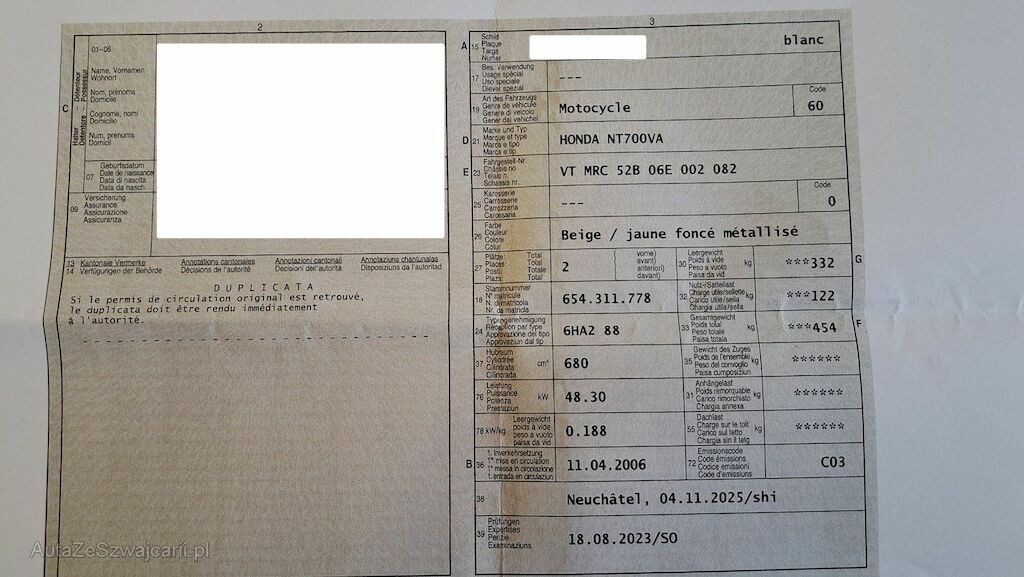 2
01-06
Halter – Détenteur
Detentore – Possessur
C
Name, Vornamen
Wohnort
Nom, prénoms
Domicile
Cognome, nomi
Domicilio
Num, prenums
Domicil
07
Geburtsdatum
Date de naissance
Data di nascita
Data da nasch.
09
Versicherung
Assurance
Assicurazione
Assicuranza
13 Kantonale Vermerke Annotations cantonales Annotazioni cantonali Annotaziuns chantunalas
14 Verfügungen der Behörde Décisions de l'autorité Decisioni dell'autorità Disposiziuns da l'autoritad
DUPLICATA
Si le permis de circulation original est retrouvé,
le duplicata doit être rendu immédiatement
à l'autorité.
3
A 15
Schild
Plaque
Targa
Numer
blanc
17
Bes. Verwendung
Usage spécial
Uso speciale
Diever spezial
---
19
Art des Fahrzeugs
Genre de véhicule
Genere di veicolo
Gener dal vehichel
Motocycle
Code
60
D 21
Marke und Typ
Marque et type
Marca e tipo
Marca e tip
HONDA NT700VA
E 23
Fahrgestell-Nr.
Châssis no
Telaio n.
Schassis nr.
VT MRC 52B 06E 002 082
25
Karosserie
Carrosserie
Carrozzeria
Carossaria
---
Code
0
26
Farbe
Couleur
Colore
Colur
Beige / jaune foncé métallisé
27
Plätze Total
Places: Total
Posti: Totale
Plazs: Total
2
vorne)
avant)
anteriori)
davant)
30
Leergewicht
Poids à vide
Peso a vuoto
Paisa da vid
kg
***332
G
18
Stammnummer
N° matricule
N. di matricola
Nr. da matricla
654.311.778
32
Nutz-/Sattellast
Charge utile/sellette
Carico utile/sella
Chargia útila/sella
kg
***122
24
Typengenehmigung
Réception par type
Approvazione del tipo
Approvaziun dal tip
6HA2 88
33
Gesamtgewicht
Poids total
Peso totale
Paisa totala
kg
***454
F
37
Hubraum
Cylindrée
Cilindrata
Cilindrada
cm³
680
35
Gewicht des Zuges
Poids de l'ensemble
Peso del convoglio
Paisa cumposiziun
kg
******
76
Leistung
Puissance
Potenza
Prestaziun
kW
48.30
31
Anhängelast
Poids remorquable
Carico rimorchiato
Chargia annexa
kg
******
78 kW/kg
Leergewicht
poids à vide
peso a vuoto
paisa da vid
0.188
55
Dachlast
Charge sur le toit
Carico sul tetto
Chargia sin il tetg
kg
******
B 36
1. Inverkehrsetzung
1re mise en circulation
1a messa in circolazione
1. entrada en circulaziun
11.04.2006
72
Emissionscode
Code émissions
Codice emissioni
Code d'emissiuns
C03
38
Neuchâtel, 04.11.2025/shi
39
Prüfungen
Expertises
Perizie
Examinaziuns
18.08.2023/SO
AutaZeSzwajcarii.pl